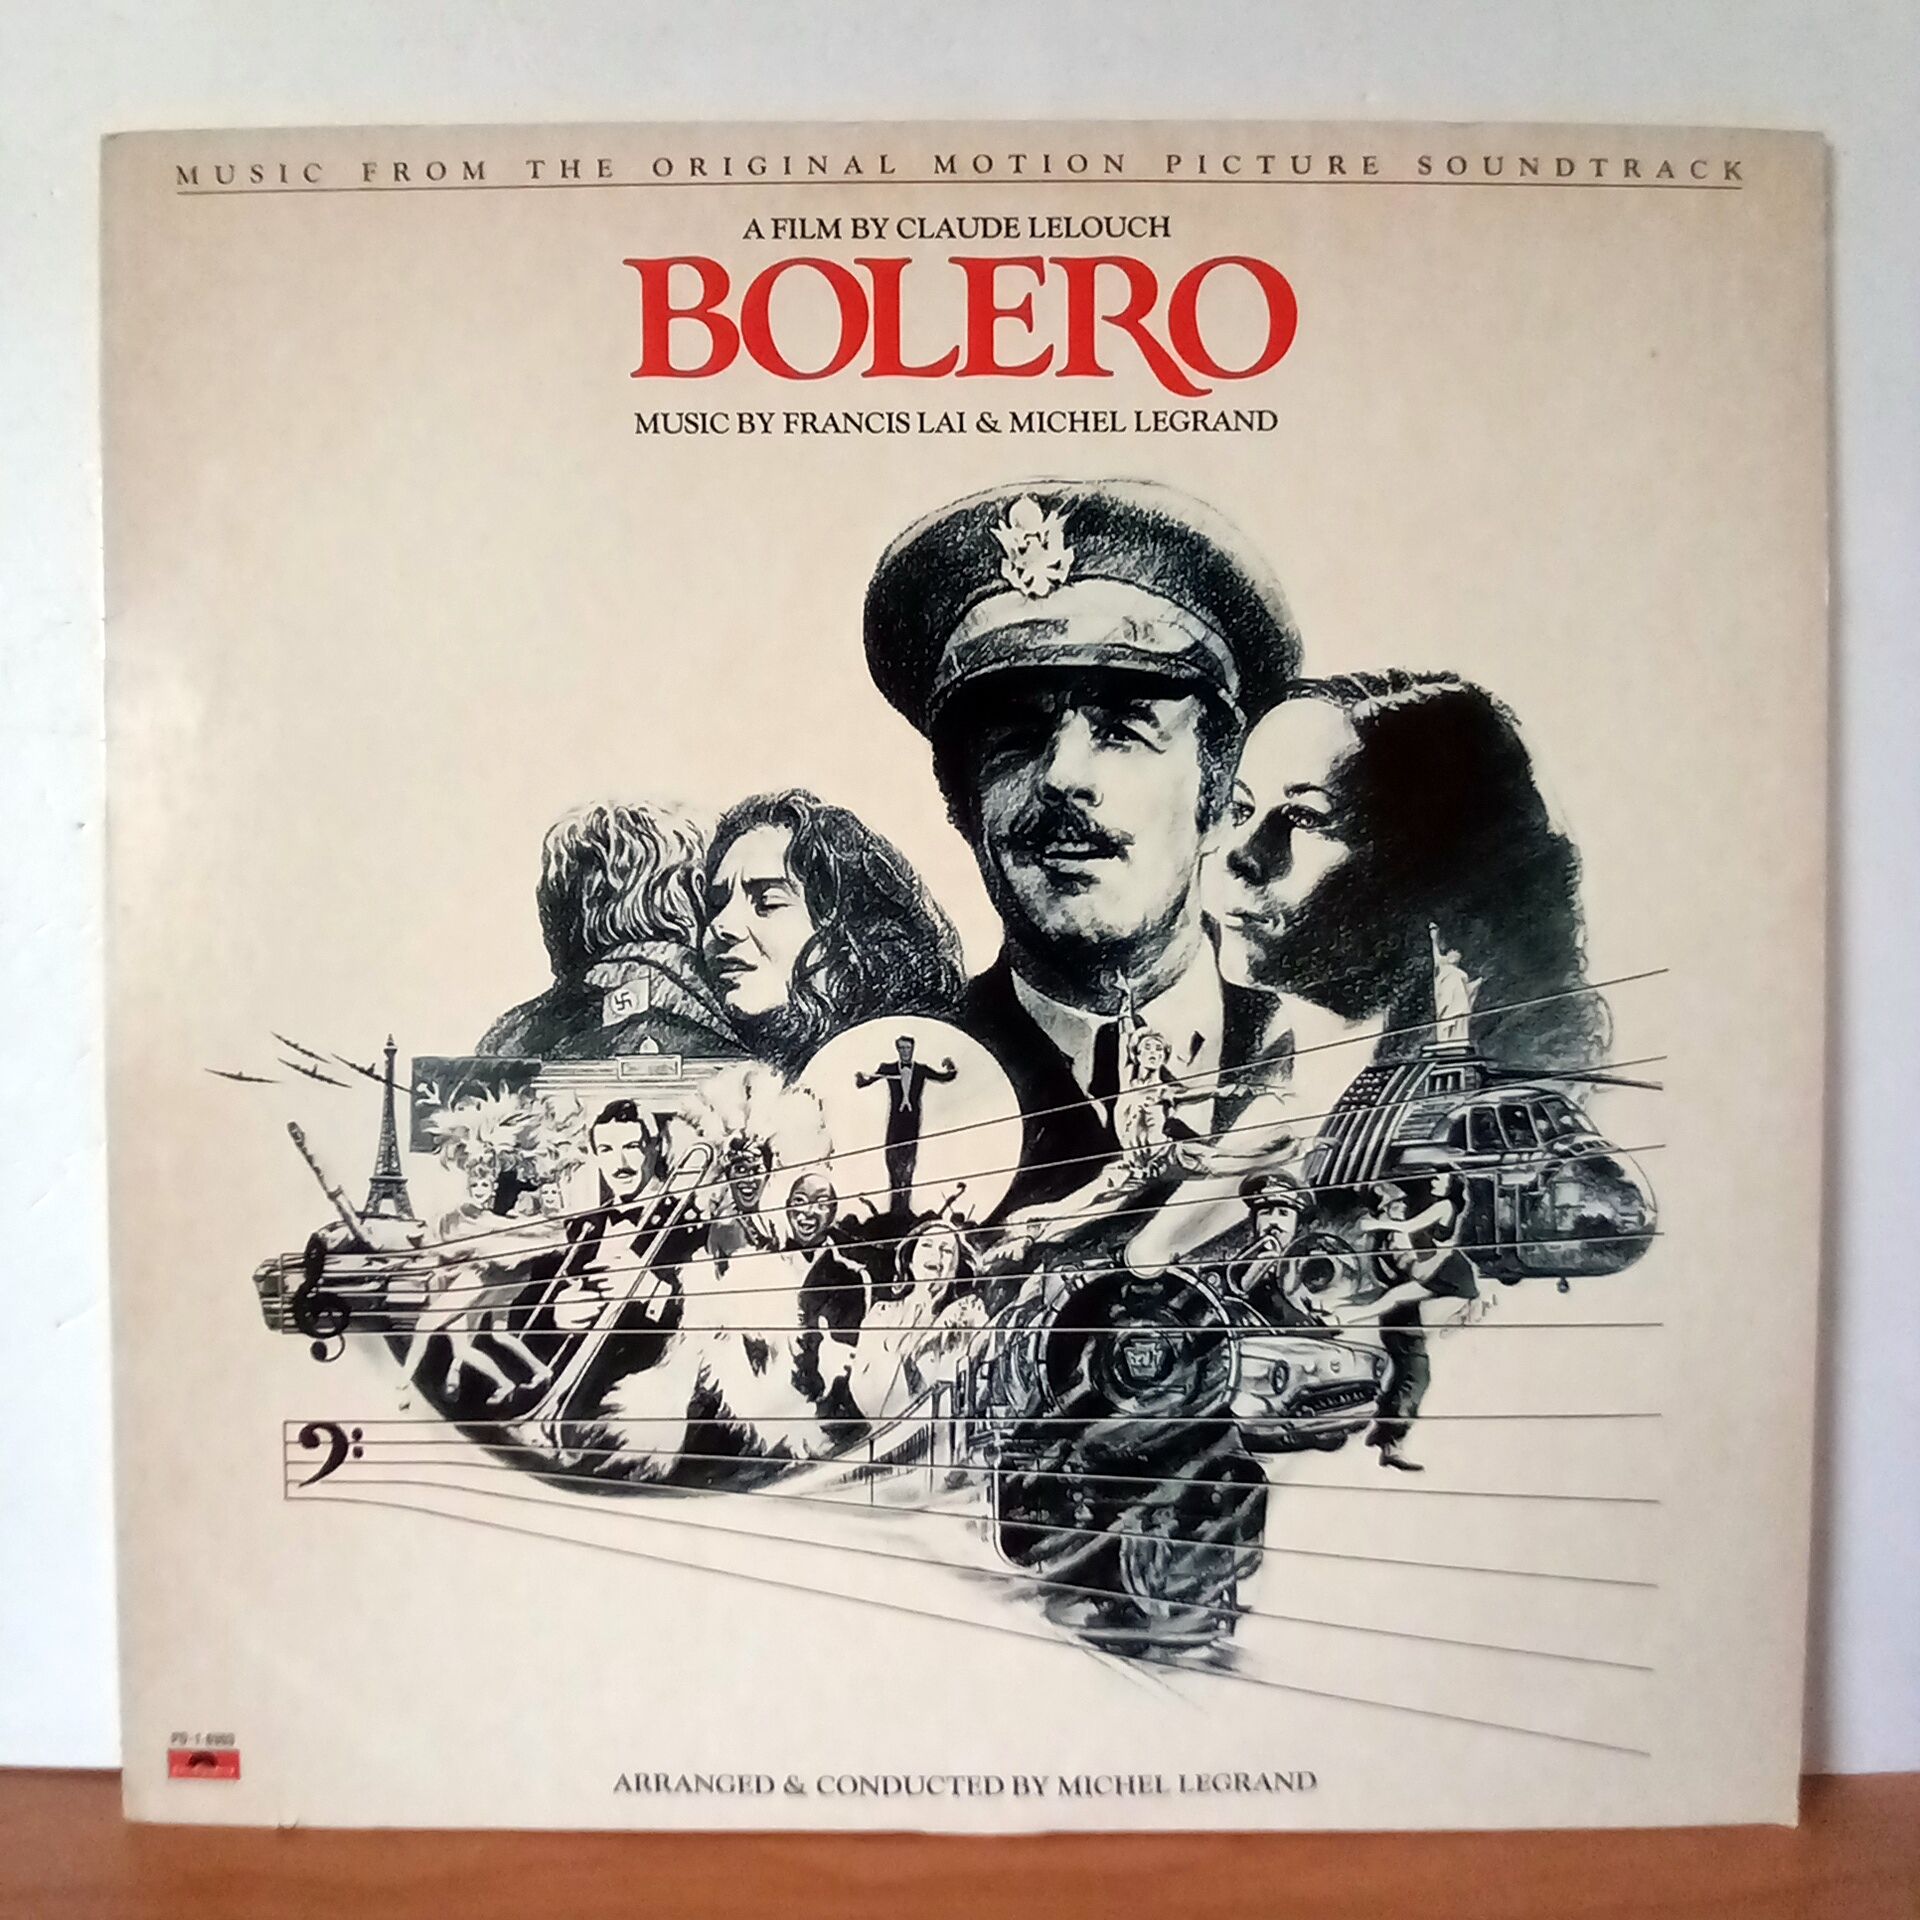 MUSIC FROM THE ORIGINAL MOTION PICTURE SOUNDTRACK
A FILM BY CLAUDE LELOUCH
BOLERO
MUSIC BY FRANCIS LAI & MICHEL LEGRAND
ARRANGED & CONDUCTED BY MICHEL LEGRAND